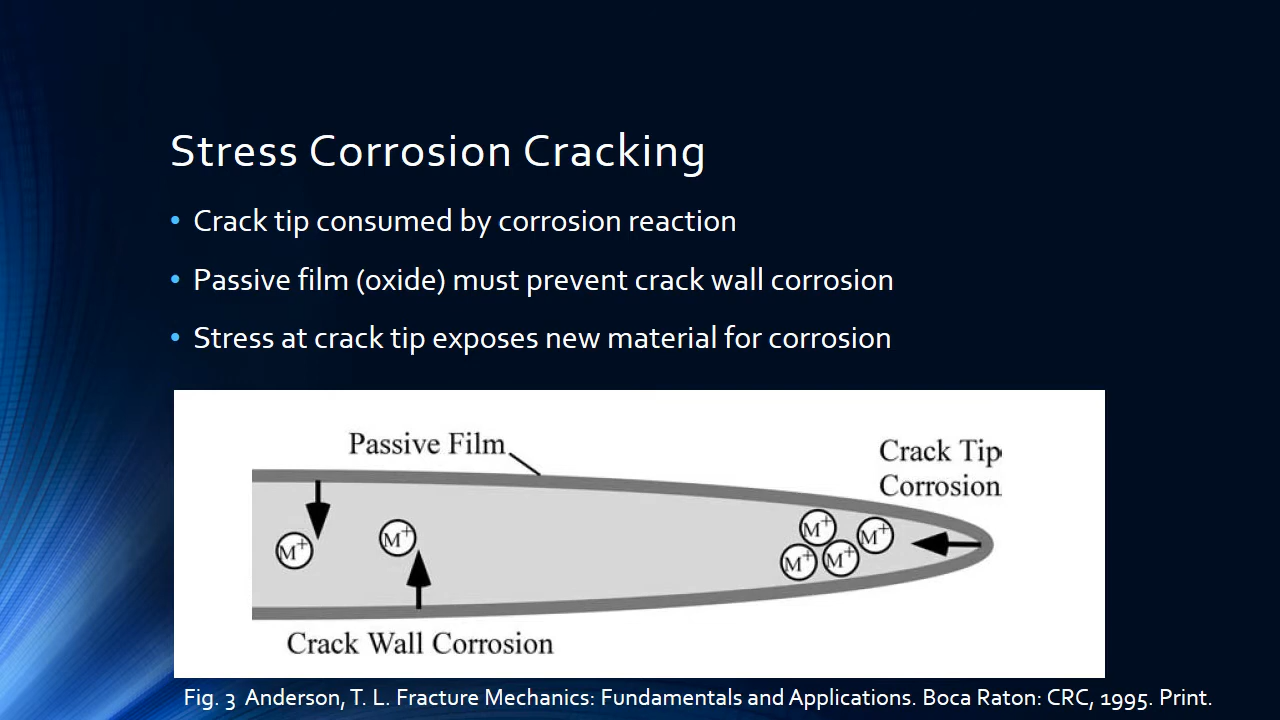 Stress Corrosion Cracking
• Crack tip consumed by corrosion reaction
• Passive film (oxide) must prevent crack wall corrosion
• Stress at crack tip exposes new material for corrosion
Passive Film
Crack Tip
Corrosion
M+
M+
M+
M+
M+
M+
Crack Wall Corrosion
Fig. 3 Anderson, T. L. Fracture Mechanics: Fundamentals and Applications. Boca Raton: CRC, 1995. Print.